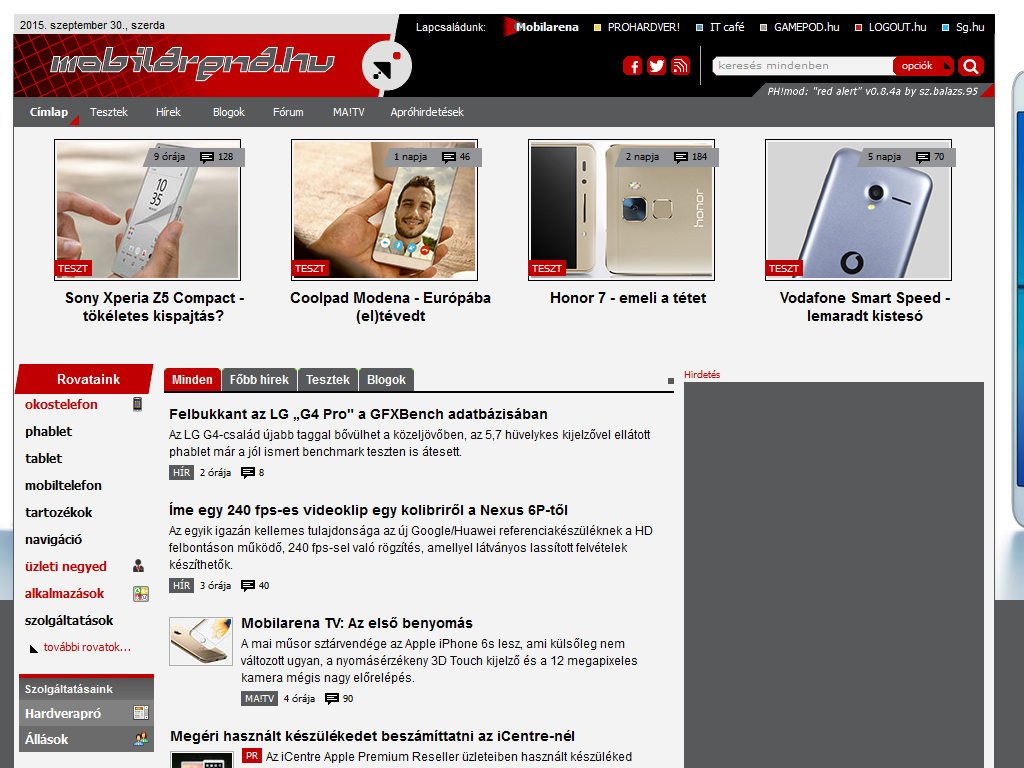 2015. szeptember 30., szerda
Lapcsaládunk: Mobilarena PROHARDVER! IT café GAMEPOD.hu LOGOUT.hu Sg.hu
mobilarena.hu
keresés mindenben opciók
PH!mod: "red alert" v0.8.4a by sz.balazs.95
Címlap Tesztek Hírek Blogok Fórum MA!TV Apróhirdetések
9 órája 128
1 napja 46
2 napja 184
5 napja 70
10
35
honor
TESZT
TESZT
TESZT
TESZT
Sony Xperia Z5 Compact -
tökéletes kispajtás?
Coolpad Modena - Európába
(el)tévedt
Honor 7 - emeli a tétet
Vodafone Smart Speed -
lemaradt kistesó
Rovataink
okostelefon
phablet
tablet
mobiltelefon
tartozékok
navigáció
üzleti negyed
alkalmazások
szolgáltatások
további rovatok...
Szolgáltatásaink
Hardverapró
Állások
Minden Főbb hírek Tesztek Blogok
Felbukkant az LG „G4 Pro" a GFXBench adatbázisában
Az LG G4-család újabb taggal bővülhet a közeljövőben, az 5,7 hüvelykes kijelzővel ellátott
phablet már a jól ismert benchmark teszten is átesett.
HÍR 2 órája 8
Íme egy 240 fps-es videoklip egy kolibriről a Nexus 6P-től
Az egyik igazán kellemes tulajdonsága az új Google/Huawei referenciakészüléknek a HD
felbontáson működő, 240 fps-sel való rögzítés, amellyel látványos lassított felvételek
készíthetők.
HÍR 3 órája 40
Mobilarena TV: Az első benyomás
A mai műsor sztárvendége az Apple iPhone 6s lesz, ami külsőleg nem
változott ugyan, a nyomásérzékeny 3D Touch kijelző és a 12 megapixeles
kamera mégis nagy előrelépés.
MA!TV 4 órája 90
Megéri használt készülékedet beszámíttatni az iCentre-nél
PR Az iCentre Apple Premium Reseller üzleteiben használt készüléked
Hirdetés